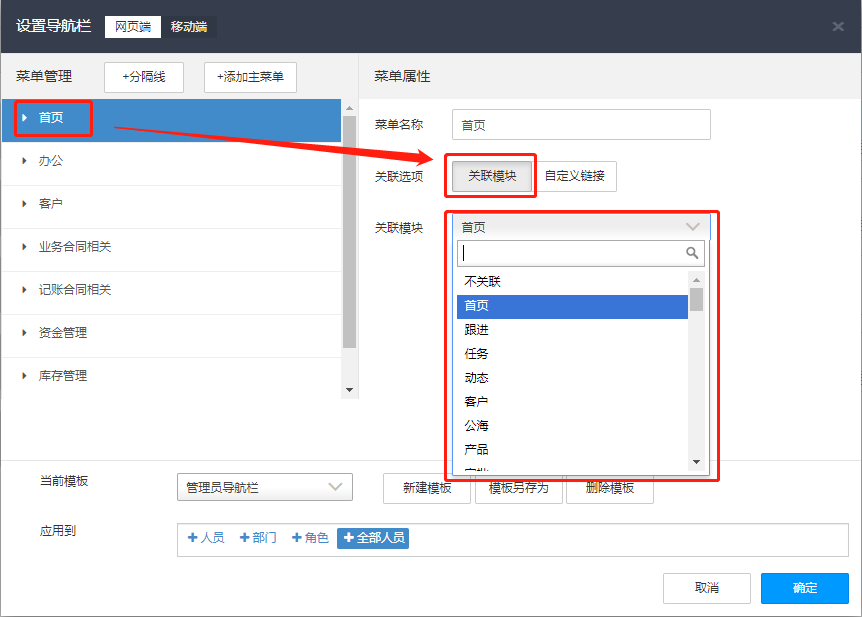 设置导航栏 网页端 移动端
菜单管理 +分隔线 +添加主菜单 菜单属性
首页
办公
客户
业务合同相关
记账合同相关
资金管理
库存管理
菜单名称 首页
关联选项 关联模块 自定义链接
关联模块 首页
不关联
首页
跟进
任务
动态
客户
公海
产品
当前模板 管理员导航栏 新建模板 模板另存为 删除模板
应用到 +人员 +部门 +角色 +全部人员
取消 确定